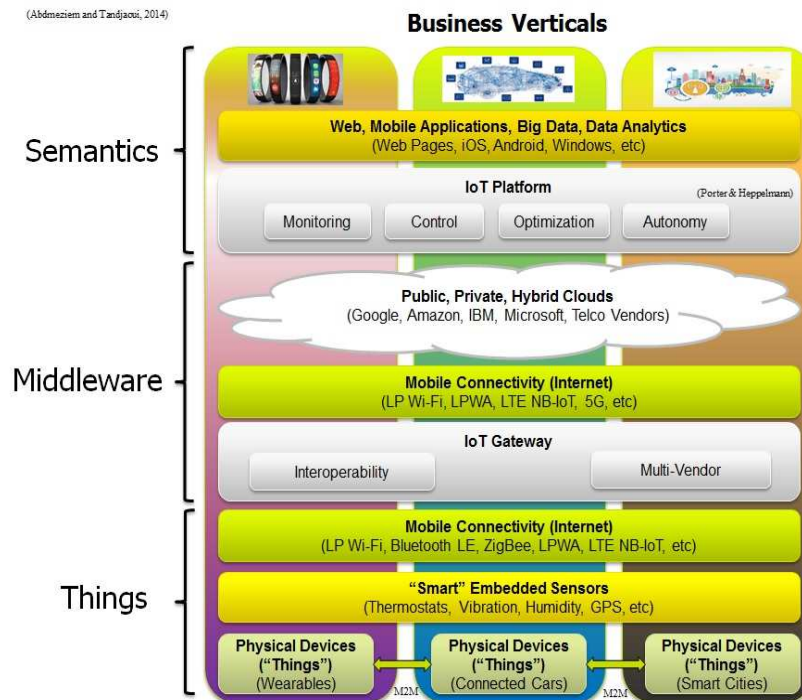 (Abdmeziem and Tandjaoui, 2014)
Business Verticals
Semantics
Web, Mobile Applications, Big Data, Data Analytics
(Web Pages, iOS, Android, Windows, etc)
IoT Platform
(Porter & Heppelmann)
Monitoring
Control
Optimization
Autonomy
Middleware
Public, Private, Hybrid Clouds
(Google, Amazon, IBM, Microsoft, Telco Vendors)
Mobile Connectivity (Internet)
(LP Wi-Fi, LPWA, LTE NB-IoT, 5G, etc)
IoT Gateway
Interoperability
Multi-Vendor
Things
Mobile Connectivity (Internet)
(LP Wi-Fi, Bluetooth LE, ZigBee, LPWA, LTE NB-IoT, etc)
“Smart” Embedded Sensors
(Thermostats, Vibration, Humidity, GPS, etc)
Physical Devices
(“Things”)
(Wearables)
M2M
Physical Devices
(“Things”)
(Connected Cars)
M2M
Physical Devices
(“Things”)
(Smart Cities)